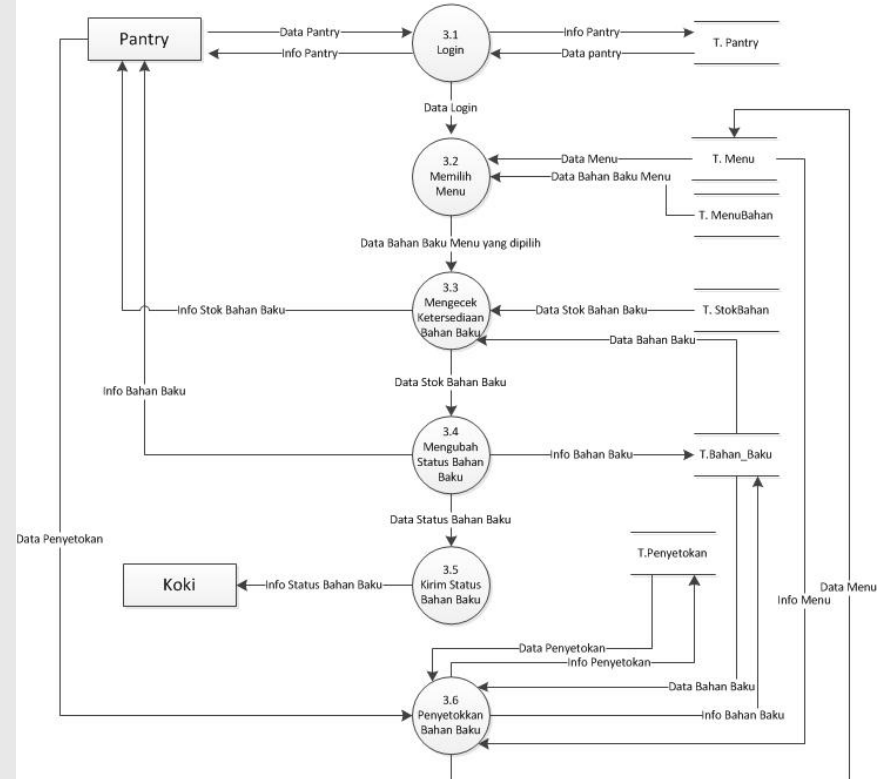 Pantry
Data Pantry
Info Pantry
3.1
Login
Info Pantry
Data pantry
T. Pantry
Data Login
3.2
Memilih
Menu
Data Menu
Data Bahan Baku Menu
T. Menu
T. MenuBahan
Data Bahan Baku Menu yang dipilih
3.3
Mengecek
Ketersediaan
Bahan Baku
Info Stok Bahan Baku
Data Stok Bahan Baku
T. StokBahan
Data Bahan Baku
Data Stok Bahan Baku
Info Bahan Baku
3.4
Mengubah
Status Bahan
Baku
Info Bahan Baku
T.Bahan_Baku
Data Status Bahan Baku
Data Penyetokan
T.Penyetokan
Koki
Info Status Bahan Baku
3.5
Kirim Status
Bahan Baku
Data Menu
Info Menu
Data Penyetokan
Info Penyetokan
Data Bahan Baku
3.6
Penyetokkan
Bahan Baku
Info Bahan Baku